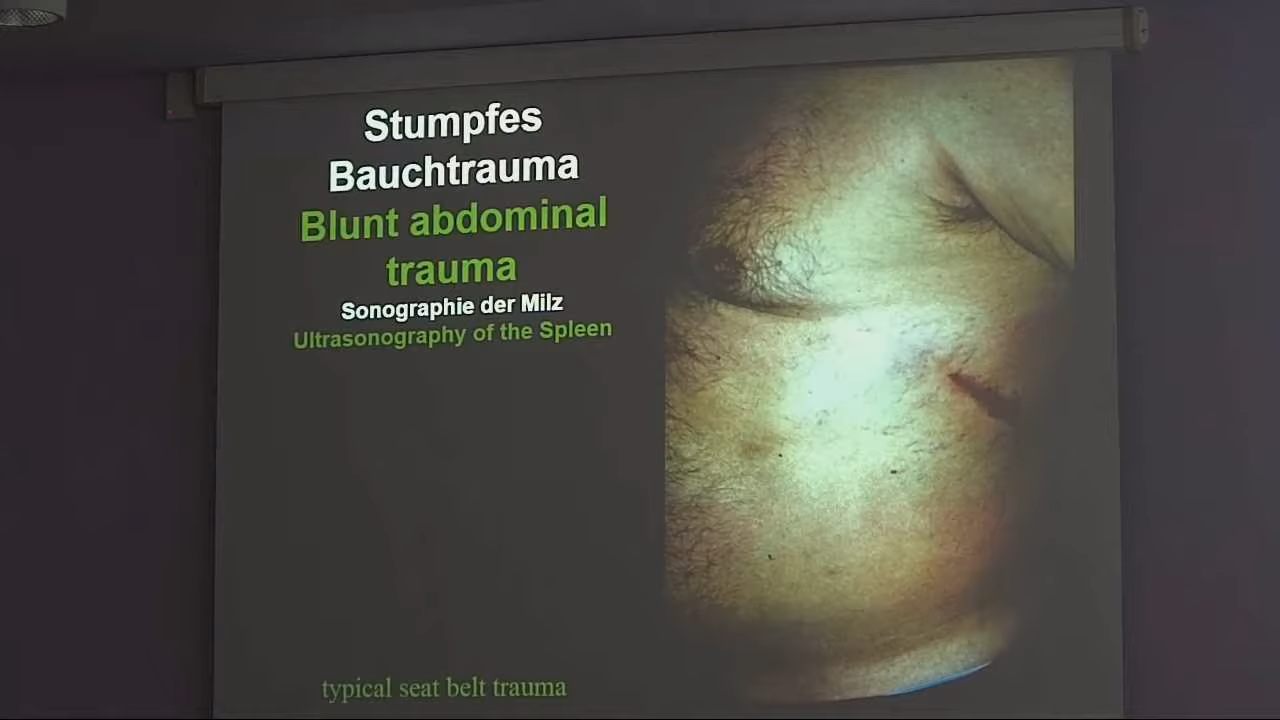 Stumpfes
Bauchtrauma
Blunt abdominal
trauma
Sonographie der Milz
Ultrasonography of the Spleen
typical seat belt trauma